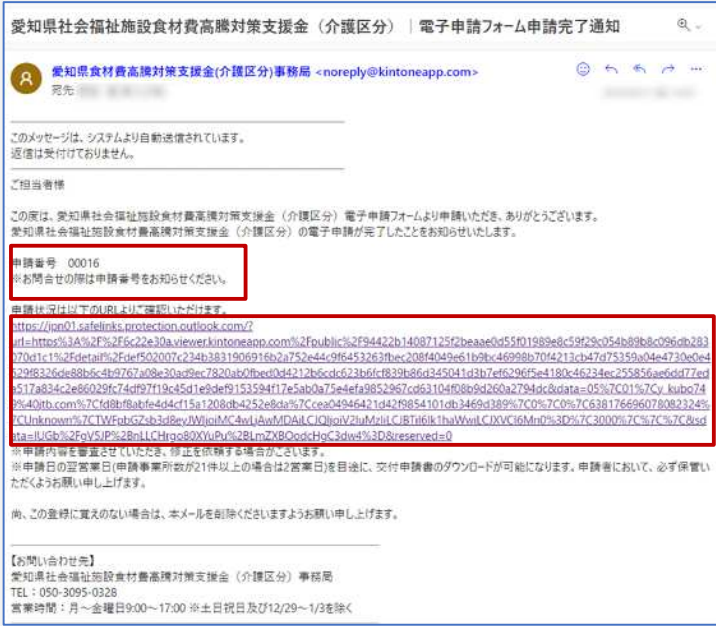 愛知県社会福祉施設食材費高騰対策支援金（介護区分）｜電子申請フォーム申請完了通知
A
愛知県食材費高騰対策支援金(介護区分)事務局 <noreply@kintoneapp.com>
宛先
このメッセージは、システムより自動送信されています。
返信は受付けておりません。
ご担当者様
この度は、愛知県社会福祉施設食材費高騰対策支援金（介護区分）電子申請フォームより申請いただき、ありがとうございます。
愛知県社会福祉施設食材費高騰対策支援金（介護区分）の電子申請が完了したことをお知らせいたします。
申請番号　00016
※お問合せの際は申請番号をお知らせください。
申請状況は以下のURLよりご確認いただけます。
https://jpn01.safelinks.protection.outlook.com/?
※申請内容を審査させていただき、修正を依頼する場合がございます。
※申請日の翌営業日(申請事業所数が21件以上の場合は2営業日)を目途に、交付申請書のダウンロードが可能になります。申請者において、必ず保管い
ただくようお願い申し上げます。
尚、この登録に覚えのない場合は、本メールを削除くださいますようお願い申し上げます。
【お問い合わせ先】
愛知県社会福祉施設食材費高騰対策支援金（介護区分）事務局
TEL：050-3095-0328
営業時間：月～金曜日9:00～17:00 ※土日祝日及び12/29～1/3を除く